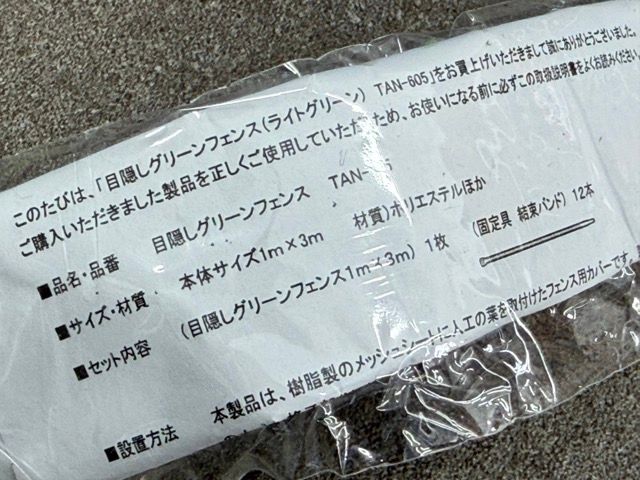 このたびは、「目隠しグリーンフェンス(ライトグリーン) TAN-605」をお買上げいただきまして誠にありがとうございました。
ご購入いただきました製品を正しくご使用していただくため、お使いになる前に必ずこの取扱説明書をよくお読みください
■品名・品番 目隠しグリーンフェンス TAN-
■サイズ・材質 本体サイズ1m×3m 材質)ポリエステルほか
■セット内容 (目隠しグリーンフェンス1m×3m) 1枚 (固定具 結束バンド) 12本
■設置方法 本製品は、樹脂製のメッシュシートに人工の葉を取付けたフェンス用カバーです。